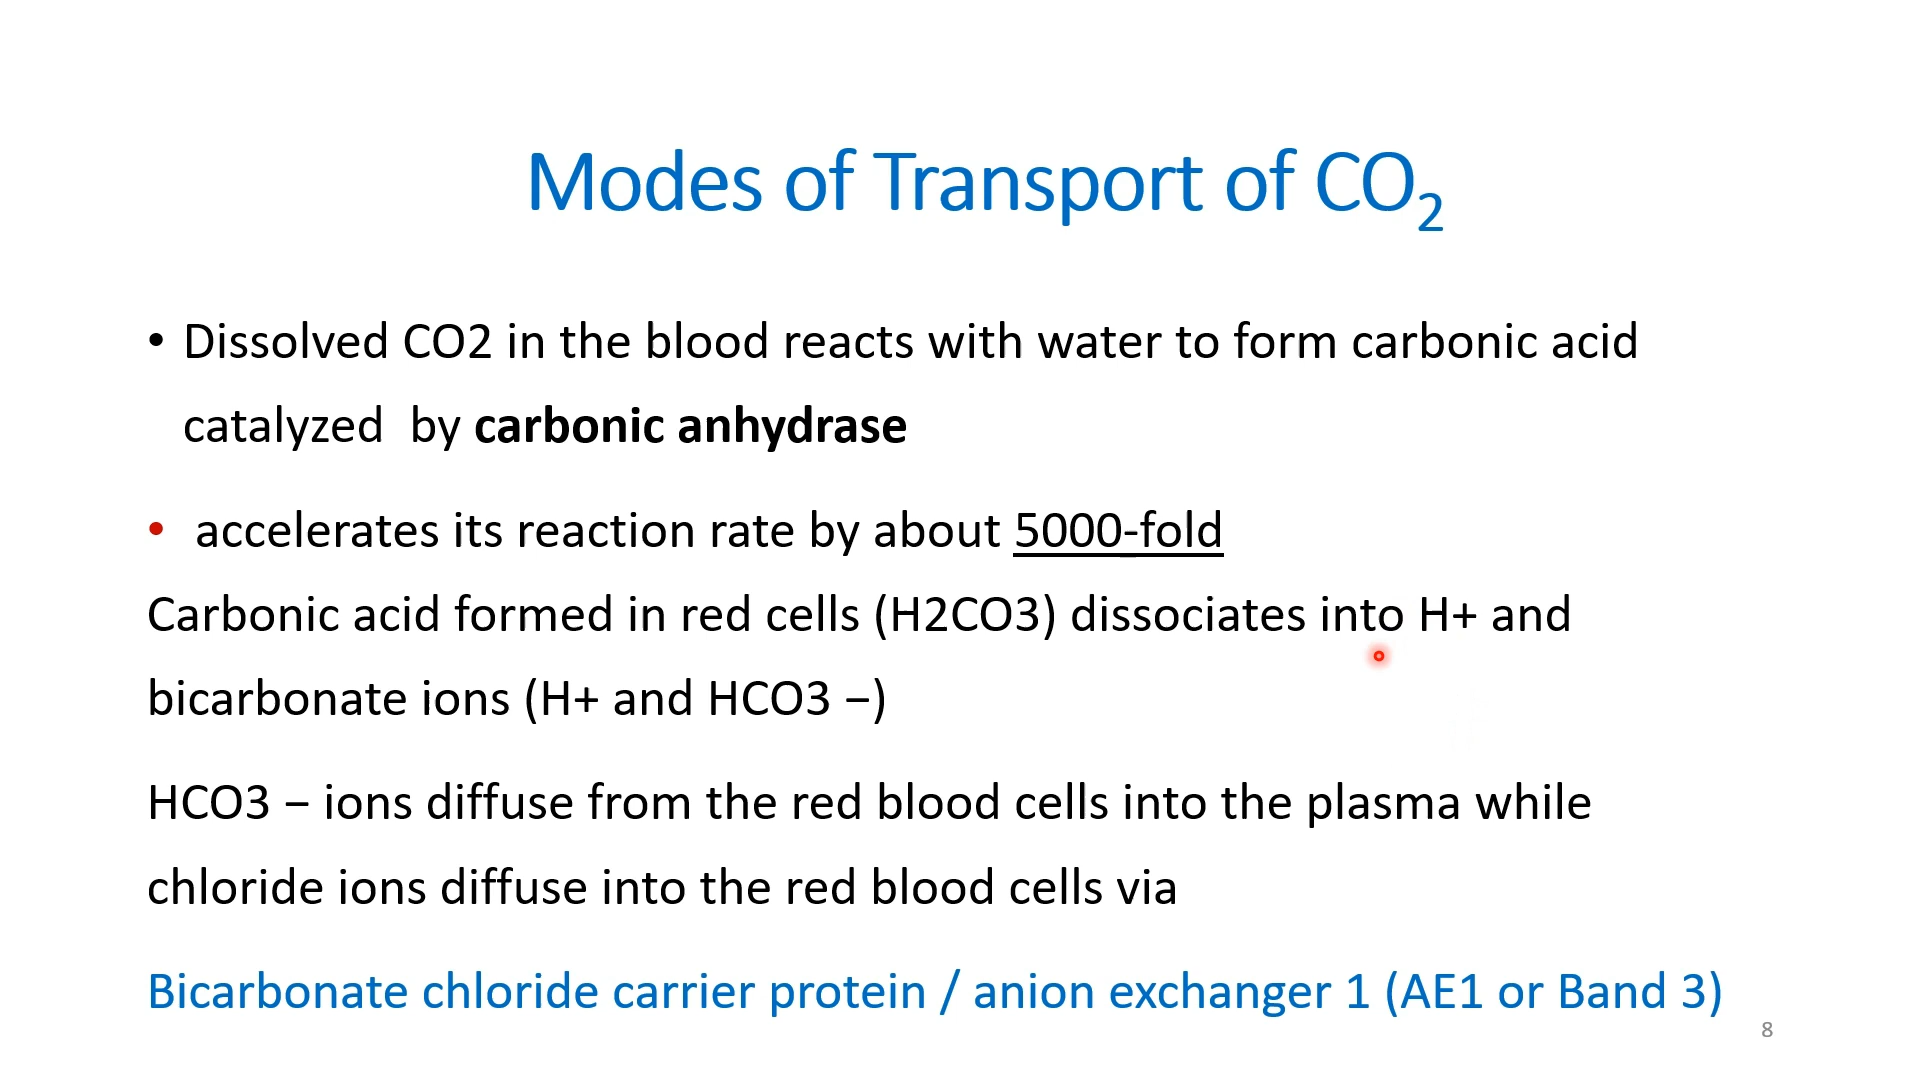 Modes of Transport of CO₂
• Dissolved CO2 in the blood reacts with water to form carbonic acid
catalyzed  by carbonic anhydrase
• accelerates its reaction rate by about 5000-fold
Carbonic acid formed in red cells (H2CO3) dissociates into H+ and
bicarbonate ions (H+ and HCO3 −)
HCO3 − ions diffuse from the red blood cells into the plasma while
chloride ions diffuse into the red blood cells via
Bicarbonate chloride carrier protein / anion exchanger 1 (AE1 or Band 3)
8